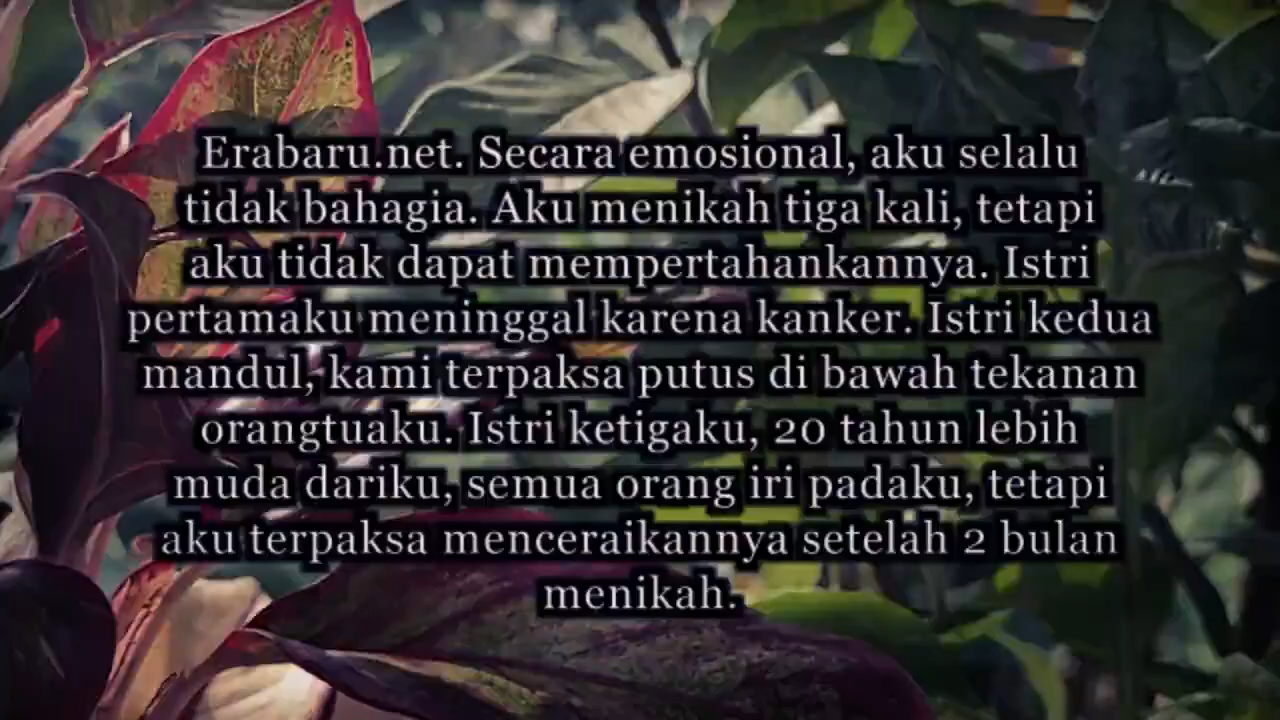 Erabaru.net. Secara emosional, aku selalu
tidak bahagia. Aku menikah tiga kali, tetapi
aku tidak dapat mempertahankannya. Istri
pertamaku meninggal karena kanker. Istri kedua
mandul, kami terpaksa putus di bawah tekanan
orangtuaku. Istri ketigaku, 20 tahun lebih
muda dariku, semua orang iri padaku, tetapi
aku terpaksa menceraikannya setelah 2 bulan
menikah.